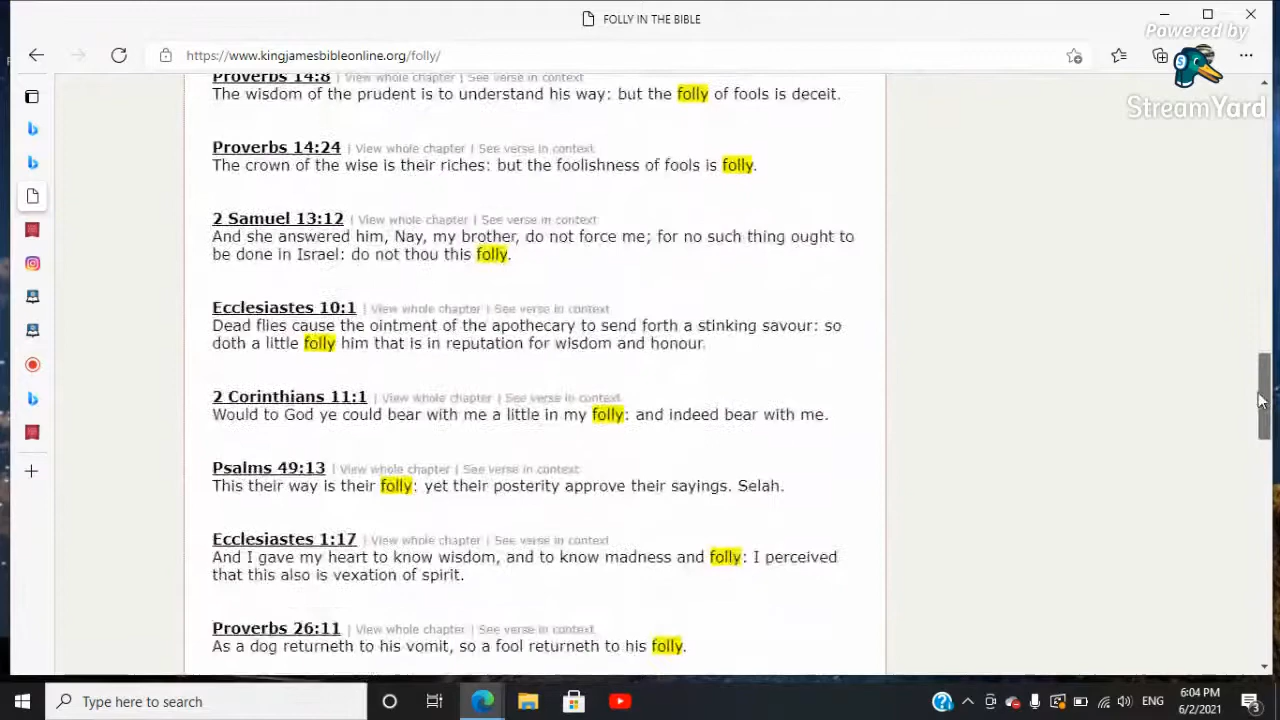 FOLLY IN THE BIBLE
Powered by
https://www.kingjamesbibleonline.org/folly/
StreamYard
Proverbs 14:8 | View whole chapter | See verse in context
The wisdom of the prudent is to understand his way: but the folly of fools is deceit.
Proverbs 14:24 | View whole chapter | See verse in context
The crown of the wise is their riches: but the foolishness of fools is folly.
2 Samuel 13:12 | View whole chapter | See verse in context
And she answered him, Nay, my brother, do not force me; for no such thing ought to
be done in Israel: do not thou this folly.
Ecclesiastes 10:1 | View whole chapter | See verse in context
Dead flies cause the ointment of the apothecary to send forth a stinking savour: so
doth a little folly him that is in reputation for wisdom and honour.
2 Corinthians 11:1 | View whole chapter | See verse in context
Would to God ye could bear with me a little in my folly: and indeed bear with me.
Psalms 49:13 | View whole chapter | See verse in context
This their way is their folly: yet their posterity approve their sayings. Selah.
Ecclesiastes 1:17 | View whole chapter | See verse in context
And I gave my heart to know wisdom, and to know madness and folly: I perceived
that this also is vexation of spirit.
Proverbs 26:11 | View whole chapter | See verse in context
As a dog returneth to his vomit, so a fool returneth to his folly.
Type here to search
ENG
6:04 PM
6/2/2021
3